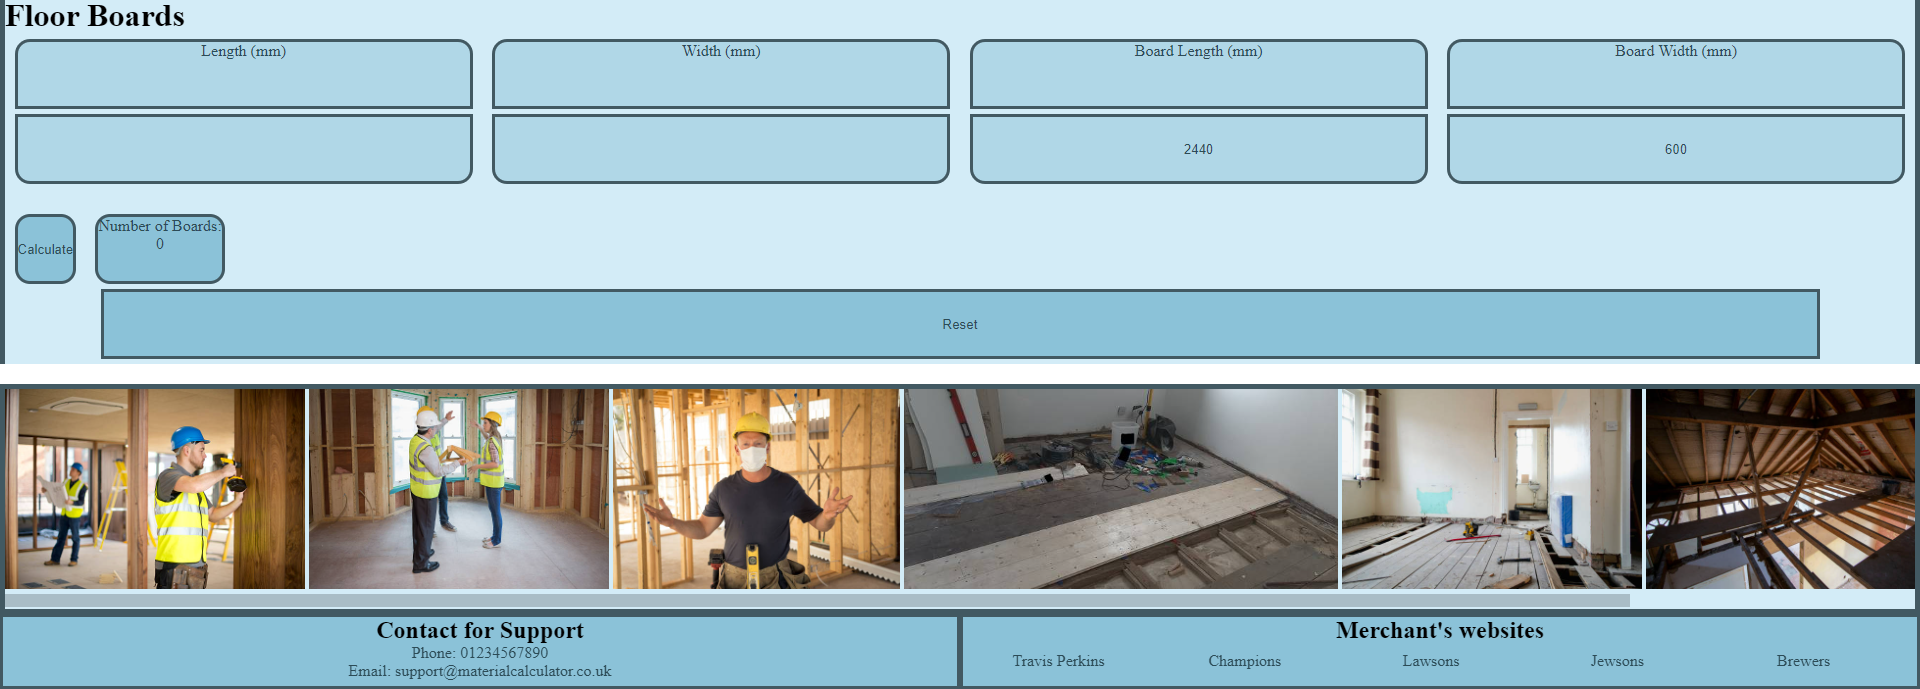 Floor Boards
Length (mm)
Width (mm)
Board Length (mm)
Board Width (mm)
2440
600
Calculate
Number of Boards:
0
Reset
Contact for Support
Phone: 01234567890
Email: support@materialcalculator.co.uk
Merchant's websites
Travis Perkins
Champions
Lawsons
Jewsons
Brewers